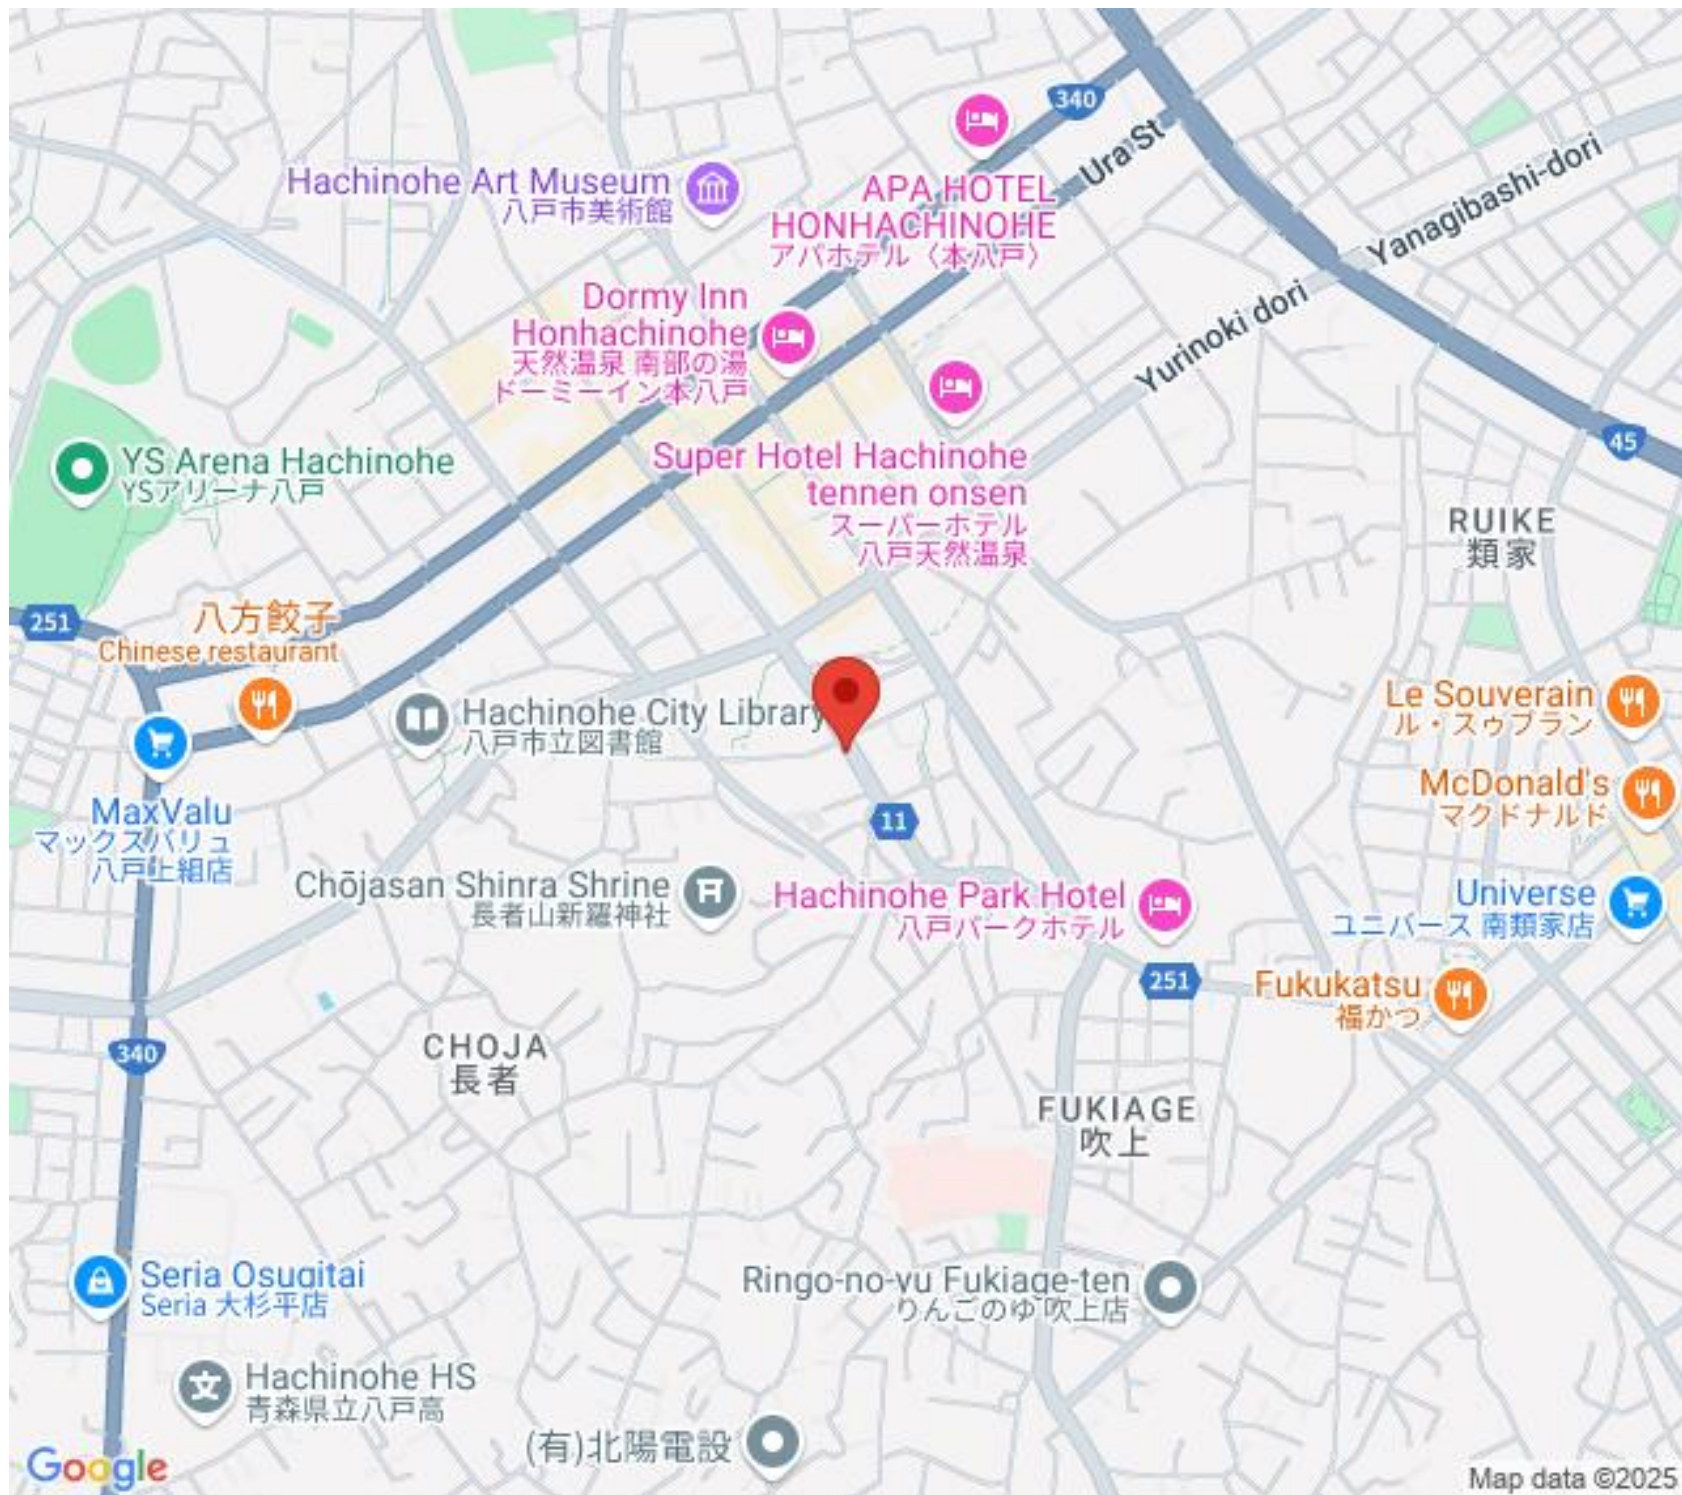 340
Ura St
Yanagibashi-dori
Hachinohe Art Museum
八戸市美術館
APA HOTEL
HONHACHINOHE
アパホテル〈本八戸〉
Dormy Inn
Honhachinohe
天然温泉 南部の湯
ドーミーイン本八戸
Yurinoki dori
45
YS Arena Hachinohe
YSアリーナ八戸
Super Hotel Hachinohe
tennen onsen
スーパーホテル
八戸天然温泉
RUIKE
類家
251
八方餃子
Chinese restaurant
Hachinohe City Library
八戸市立図書館
Le Souverain
ル・スゥブラン
McDonald's
マクドナルド
MaxValu
マックスバリュ
八戸上組店
11
Chōjasan Shinra Shrine
長者山新羅神社
Hachinohe Park Hotel
八戸パークホテル
Universe
ユニバース 南類家店
251
Fukukatsu
福かつ
340
CHOJA
長者
FUKIAGE
吹上
Seria Osugitai
Seria 大杉平店
Ringo-no-yu Fukiage-ten
りんごのゆ 吹上店
Hachinohe HS
青森県立八戸高
(有)北陽電設
Google
Map data ©2025